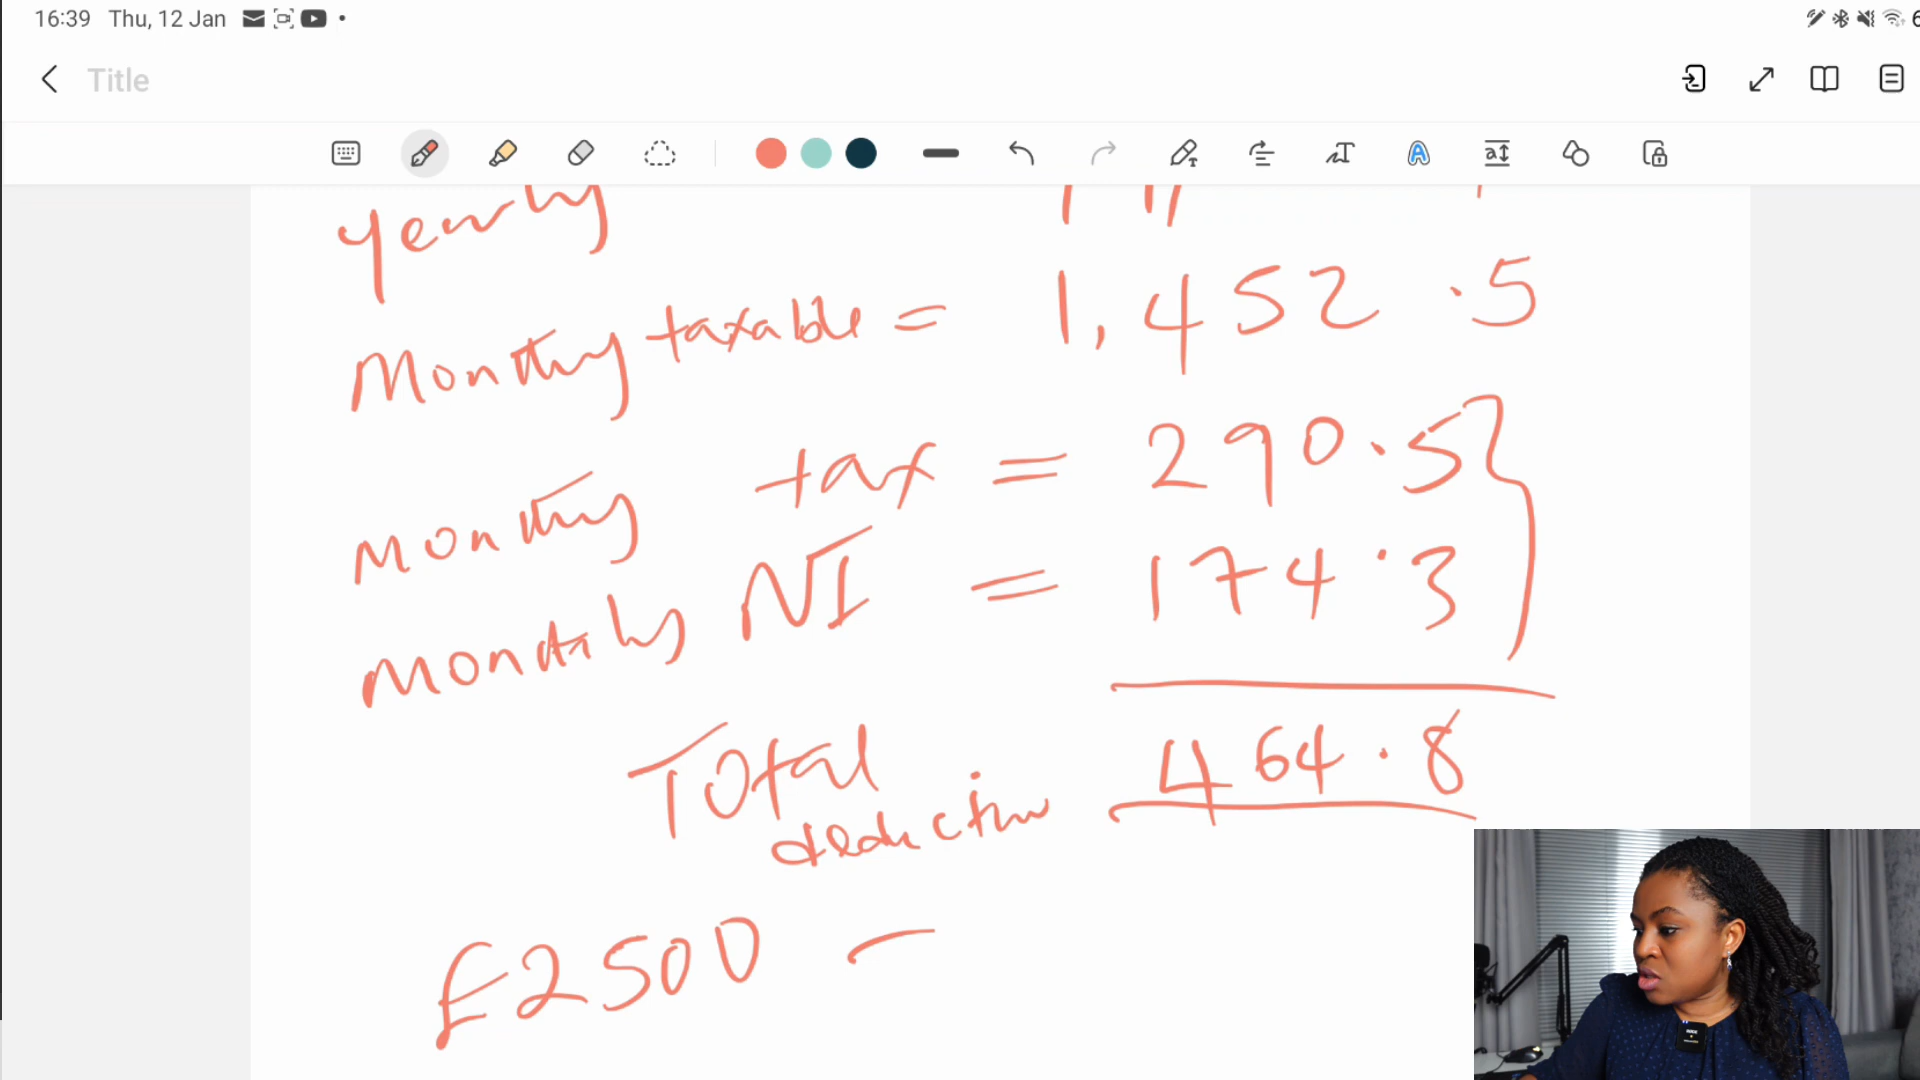 16:39 Thu, 12 Jan
Title
yearly
Monthly taxable = 1,452.5
monthly tax = 290.5
monthly NI = 174.3
Total deduction 464.8
£2500 -